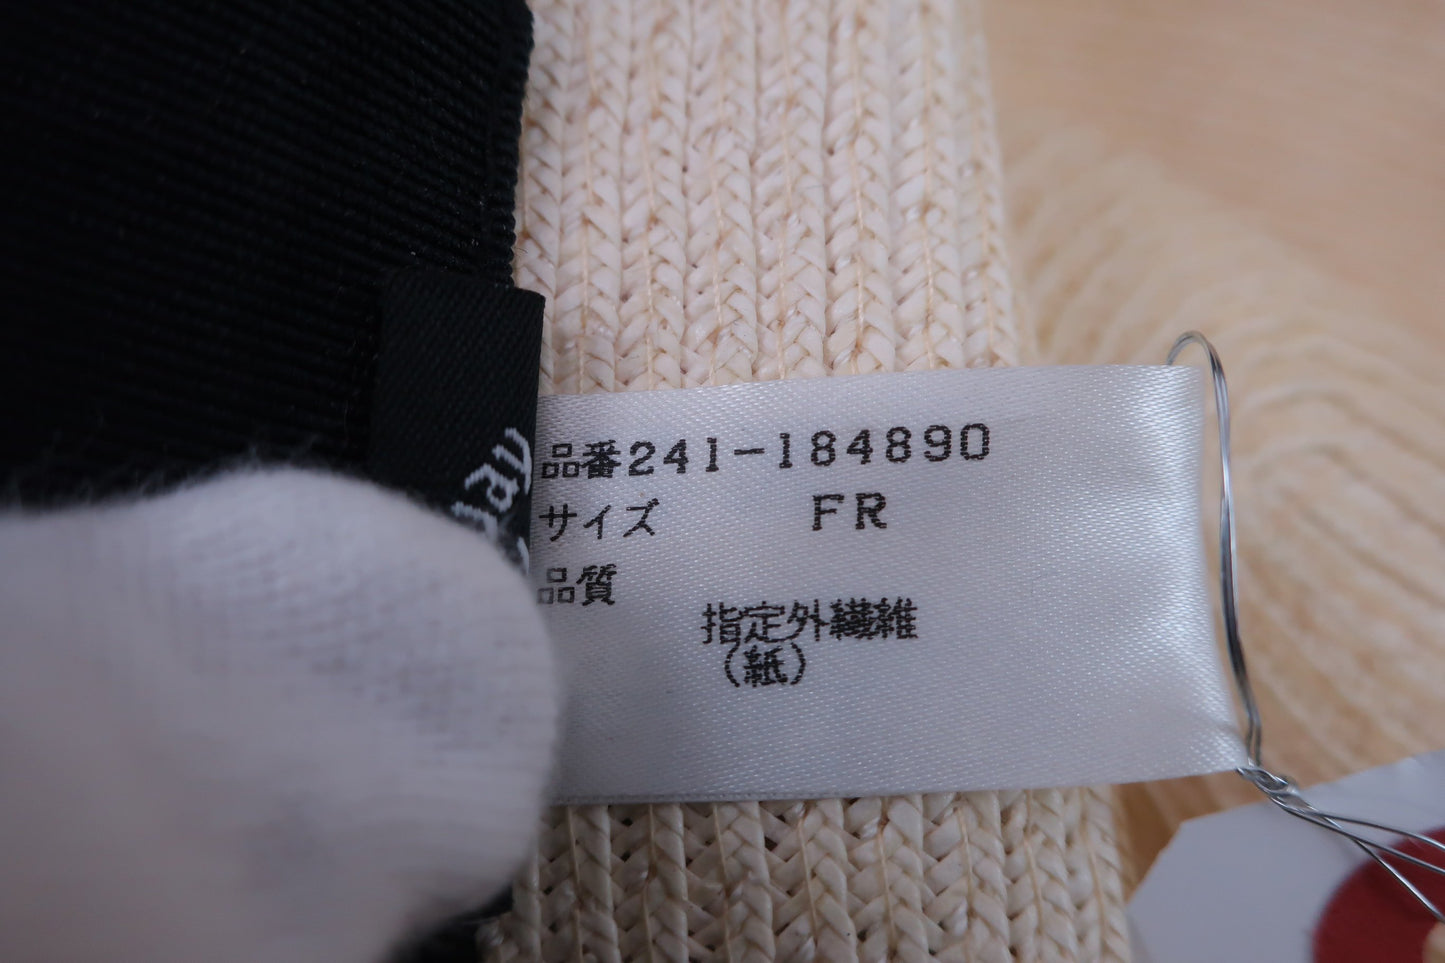 品番241-184890
サイズ FR
品質
指定外繊維
(紙)